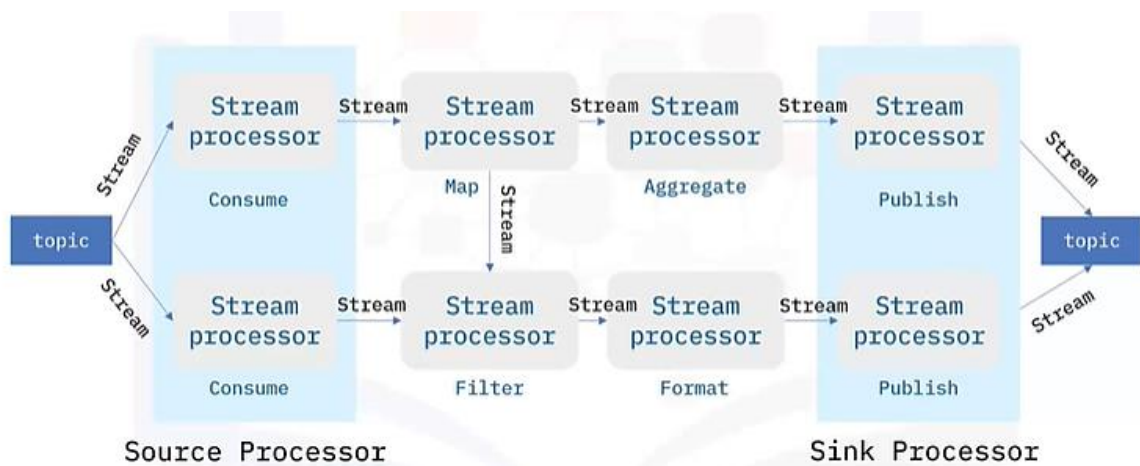 Stream
processor
Stream
Stream
processor
Stream
Stream
processor
Stream
Stream
processor
Stream
Stream
Consume
Map
Aggregate
Publish
Stream
topic
topic
Stream
Stream
processor
Stream
Stream
processor
Stream
Stream
processor
Stream
Stream
processor
Stream
Consume
Filter
Format
Publish
Source Processor
Sink Processor